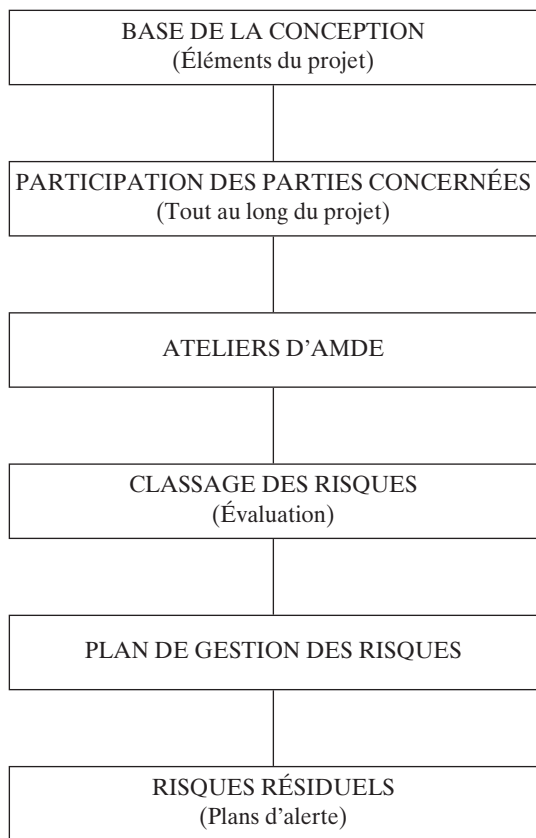 BASE DE LA CONCEPTION
(Éléments du projet)
PARTICIPATION DES PARTIES CONCERNÉES
(Tout au long du projet)
ATELIERS D’AMDE
CLASSAGE DES RISQUES
(Évaluation)
PLAN DE GESTION DES RISQUES
RISQUES RÉSIDUELS
(Plans d’alerte)